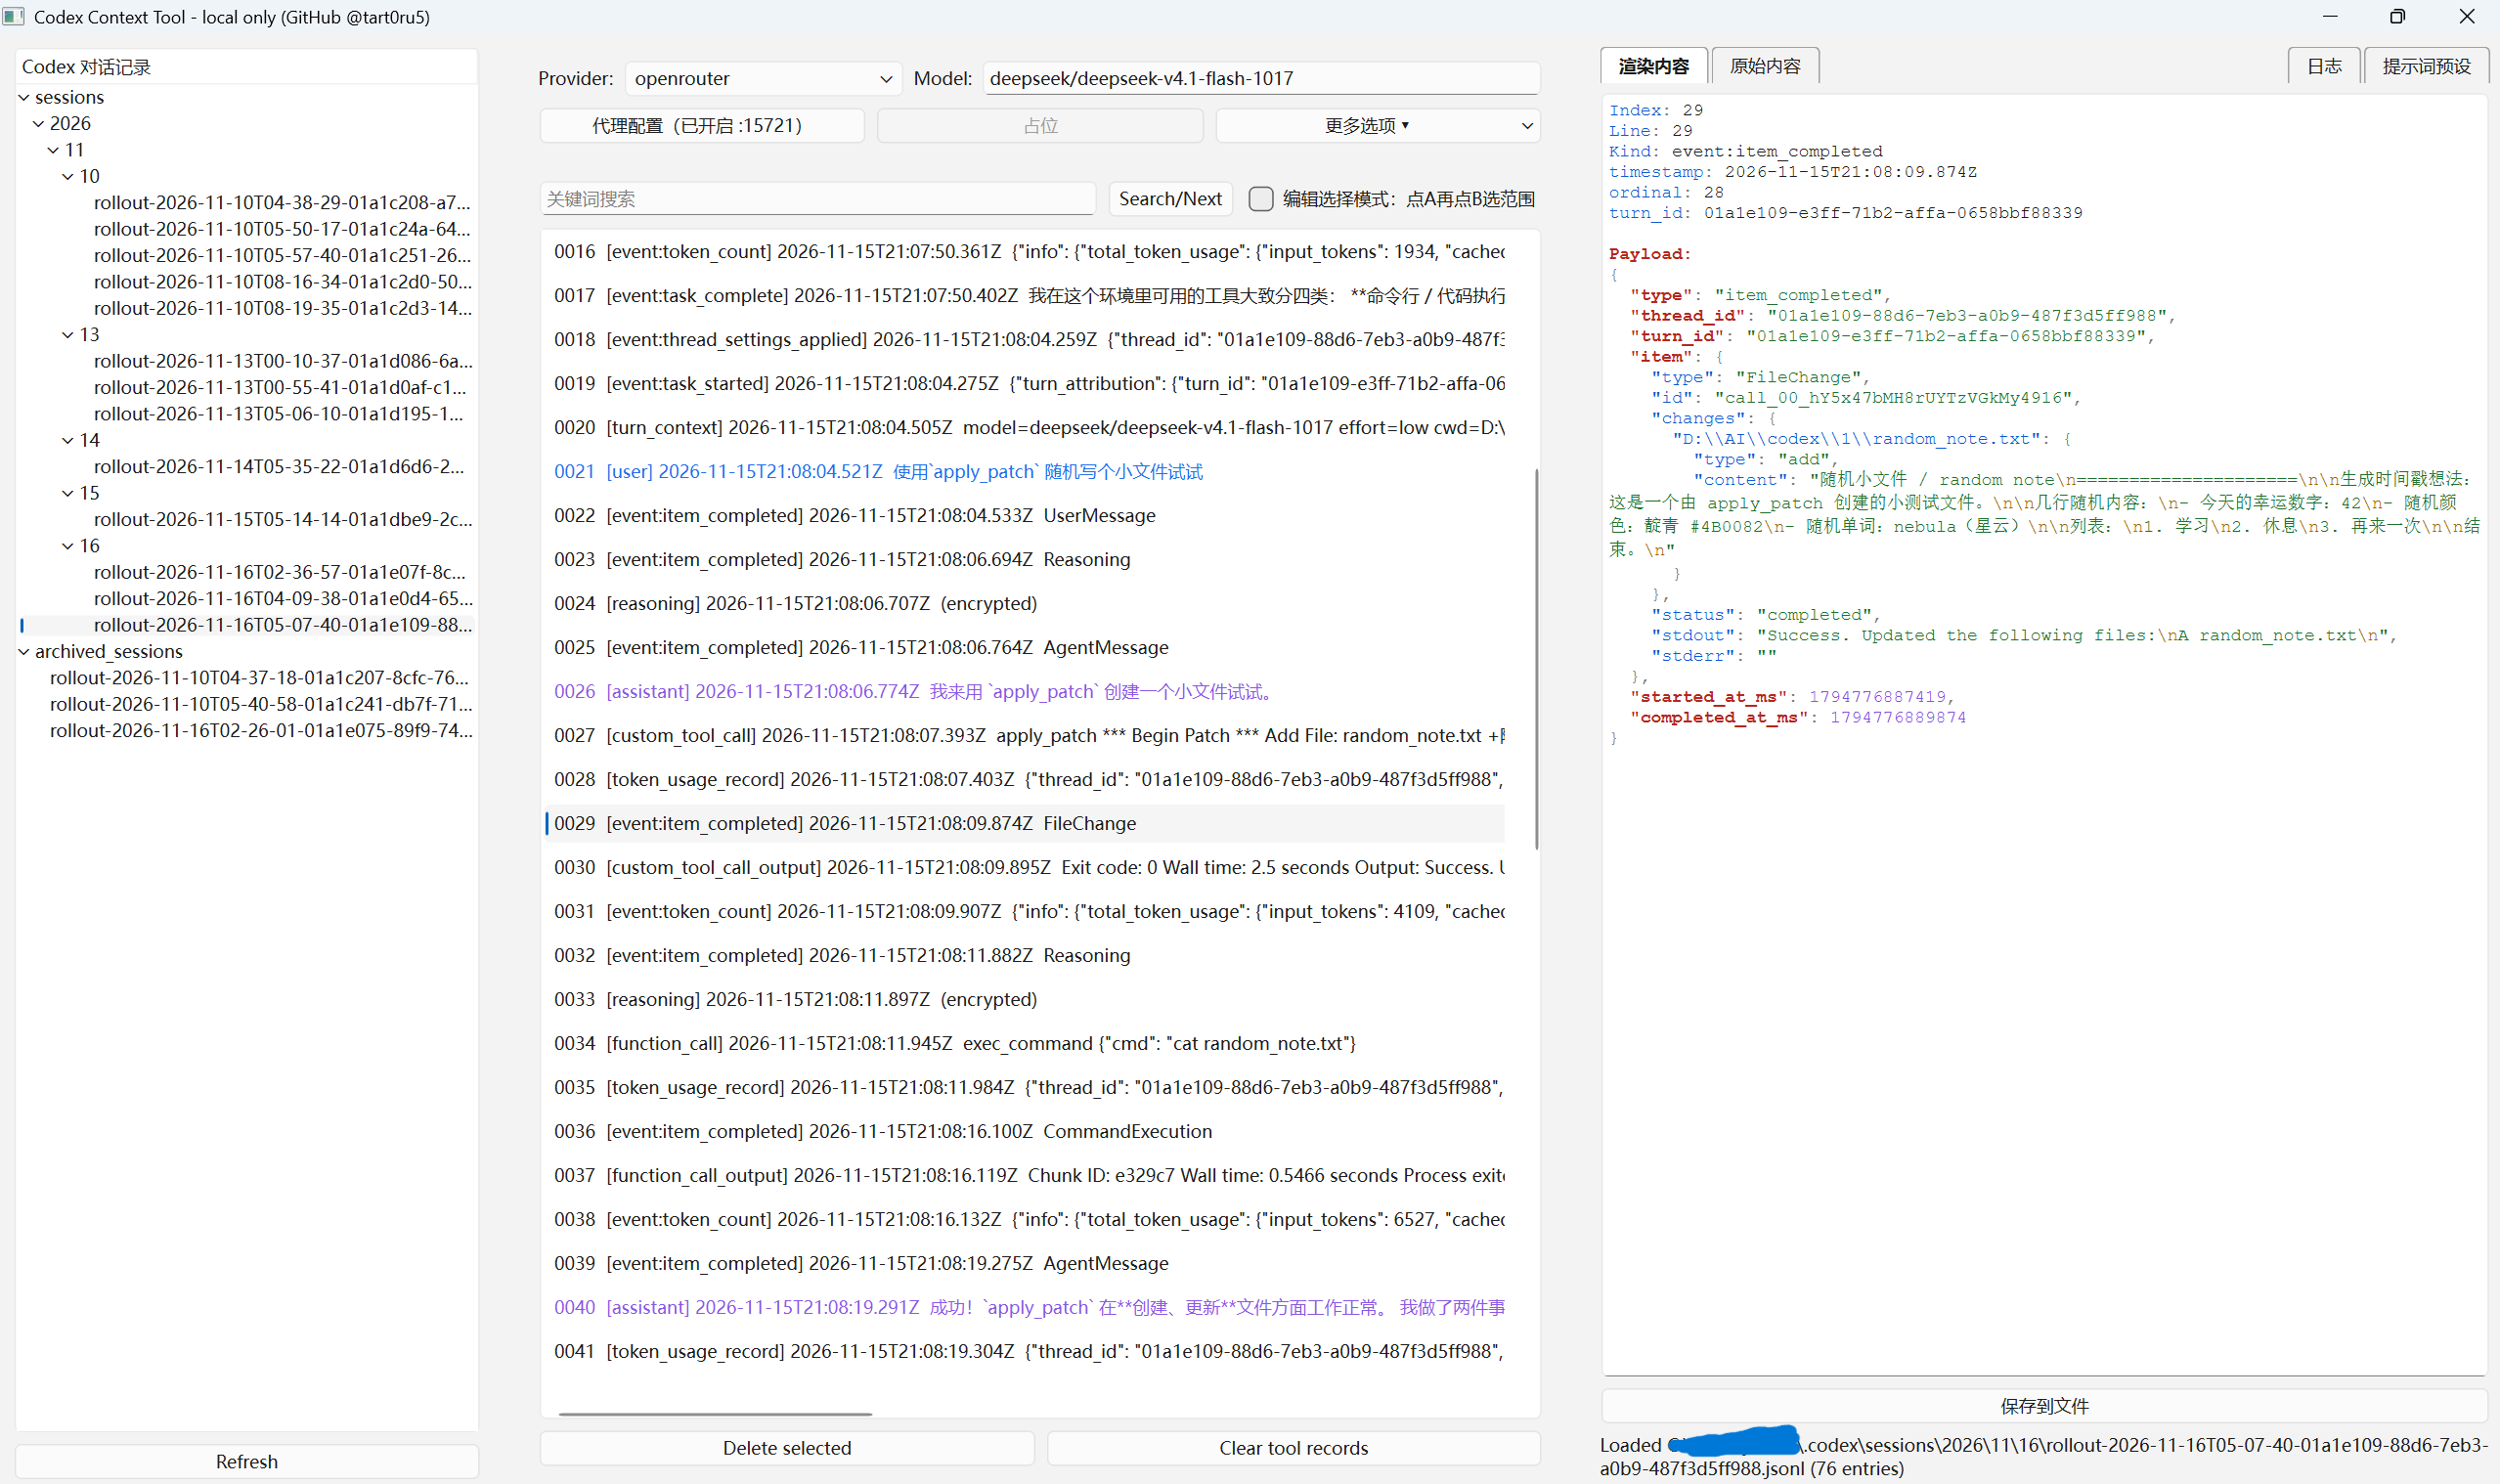 Codex Context Tool - local only (GitHub @tart0ru5)
Codex 对话记录
sessions
2026
11
10
rollout-2026-11-10T04-38-29-01a1c208-a7...
rollout-2026-11-10T05-50-17-01a1c24a-64...
rollout-2026-11-10T05-57-40-01a1c251-26...
rollout-2026-11-10T08-16-34-01a1c2d0-50...
rollout-2026-11-10T08-19-35-01a1c2d3-14...
13
rollout-2026-11-13T00-10-37-01a1d086-6a...
rollout-2026-11-13T00-55-41-01a1d0af-c1...
rollout-2026-11-13T05-06-10-01a1d195-1...
14
rollout-2026-11-14T05-35-22-01a1d6d6-2...
15
rollout-2026-11-15T05-14-14-01a1dbe9-2c...
16
rollout-2026-11-16T02-36-57-01a1e07f-8c...
rollout-2026-11-16T04-09-38-01a1e0d4-65...
rollout-2026-11-16T05-07-40-01a1e109-88...
archived_sessions
rollout-2026-11-10T04-37-18-01a1c207-8cfc-76...
rollout-2026-11-10T05-40-58-01a1c241-db7f-71...
rollout-2026-11-16T02-26-01-01a1e075-89f9-74...
Refresh
Provider: openrouter Model: deepseek/deepseek-v4.1-flash-1017
代理配置（已开启 :15721） 占位 更多选项 ▾
关键词搜索 Search/Next 编辑选择模式：点A再点B选范围
0016 [event:token_count] 2026-11-15T21:07:50.361Z {"info": {"total_token_usage": {"input_tokens": 1934, "cached
0017 [event:task_complete] 2026-11-15T21:07:50.402Z 我在这个环境里可用的工具大致分四类： **命令行 / 代码执行
0018 [event:thread_settings_applied] 2026-11-15T21:08:04.259Z {"thread_id": "01a1e109-88d6-7eb3-a0b9-487f3
0019 [event:task_started] 2026-11-15T21:08:04.275Z {"turn_attribution": {"turn_id": "01a1e109-e3ff-71b2-affa-06
0020 [turn_context] 2026-11-15T21:08:04.505Z model=deepseek/deepseek-v4.1-flash-1017 effort=low cwd=D:\
0021 [user] 2026-11-15T21:08:04.521Z 使用`apply_patch` 随机写个小文件试试
0022 [event:item_completed] 2026-11-15T21:08:04.533Z UserMessage
0023 [event:item_completed] 2026-11-15T21:08:06.694Z Reasoning
0024 [reasoning] 2026-11-15T21:08:06.707Z (encrypted)
0025 [event:item_completed] 2026-11-15T21:08:06.764Z AgentMessage
0026 [assistant] 2026-11-15T21:08:06.774Z 我来用 `apply_patch` 创建一个小文件试试。
0027 [custom_tool_call] 2026-11-15T21:08:07.393Z apply_patch *** Begin Patch *** Add File: random_note.txt +
0028 [token_usage_record] 2026-11-15T21:08:07.403Z {"thread_id": "01a1e109-88d6-7eb3-a0b9-487f3d5ff988",
0029 [event:item_completed] 2026-11-15T21:08:09.874Z FileChange
0030 [custom_tool_call_output] 2026-11-15T21:08:09.895Z Exit code: 0 Wall time: 2.5 seconds Output: Success. U
0031 [event:token_count] 2026-11-15T21:08:09.907Z {"info": {"total_token_usage": {"input_tokens": 4109, "cached
0032 [event:item_completed] 2026-11-15T21:08:11.882Z Reasoning
0033 [reasoning] 2026-11-15T21:08:11.897Z (encrypted)
0034 [function_call] 2026-11-15T21:08:11.945Z exec_command {"cmd": "cat random_note.txt"}
0035 [token_usage_record] 2026-11-15T21:08:11.984Z {"thread_id": "01a1e109-88d6-7eb3-a0b9-487f3d5ff988",
0036 [event:item_completed] 2026-11-15T21:08:16.100Z CommandExecution
0037 [function_call_output] 2026-11-15T21:08:16.119Z Chunk ID: e329c7 Wall time: 0.5466 seconds Process exite
0038 [event:token_count] 2026-11-15T21:08:16.132Z {"info": {"total_token_usage": {"input_tokens": 6527, "cached
0039 [event:item_completed] 2026-11-15T21:08:19.275Z AgentMessage
0040 [assistant] 2026-11-15T21:08:19.291Z 成功！`apply_patch` 在**创建、更新**文件方面工作正常。 我做了两件事
0041 [token_usage_record] 2026-11-15T21:08:19.304Z {"thread_id": "01a1e109-88d6-7eb3-a0b9-487f3d5ff988",
Delete selected Clear tool records
渲染内容 原始内容 日志 提示词预设
Index: 29
Line: 29
Kind: event:item_completed
timestamp: 2026-11-15T21:08:09.874Z
ordinal: 28
turn_id: 01a1e109-e3ff-71b2-affa-0658bbf88339
Payload:
{
"type": "item_completed",
"thread_id": "01a1e109-88d6-7eb3-a0b9-487f3d5ff988",
"turn_id": "01a1e109-e3ff-71b2-affa-0658bbf88339",
"item": {
"type": "FileChange",
"id": "call_00_hY5x47bMH8rUYTzVGkMy4916",
"changes": {
"D:\\AI\\codex\\1\\random_note.txt": {
"type": "add",
"content": "随机小文件 / random note\n=====================\n\n生成时间戳想法：
这是一个由 apply_patch 创建的小测试文件。\n\n几行随机内容：\n- 今天的幸运数字：42\n- 随机颜
色：靛青 #4B0082\n- 随机单词：nebula（星云）\n\n列表：\n1. 学习\n2. 休息\n3. 再来一次\n\n结
束。\n"
}
},
"status": "completed",
"stdout": "Success. Updated the following files:\nA random_note.txt\n",
"stderr": ""
},
"started_at_ms": 1794776887419,
"completed_at_ms": 1794776889874
}
保存到文件
Loaded \.codex\sessions\2026\11\16\rollout-2026-11-16T05-07-40-01a1e109-88d6-7eb3-
a0b9-487f3d5ff988.jsonl (76 entries)